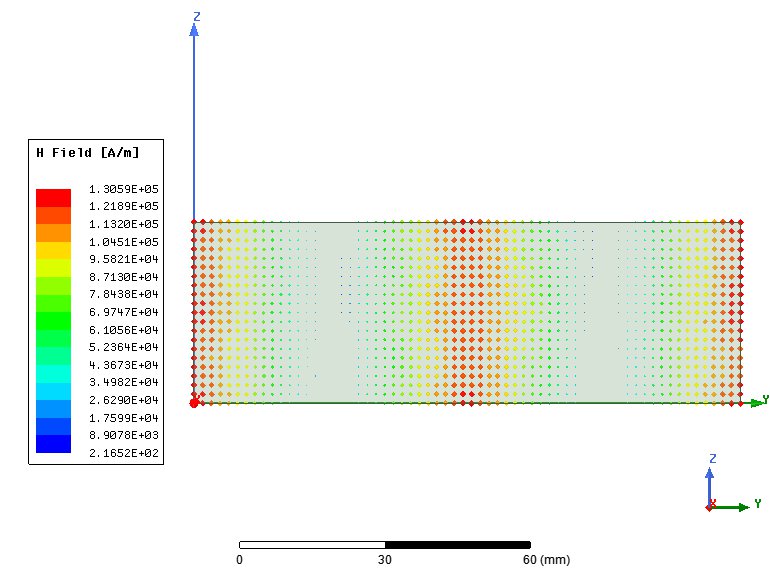 Z
H Field [A/m]
1.3059E+05
1.2189E+05
1.1320E+05
1.0451E+05
9.5821E+04
8.7130E+04
7.8438E+04
6.9747E+04
6.1056E+04
5.2364E+04
4.3673E+04
3.4982E+04
2.6290E+04
1.7599E+04
8.9078E+03
2.1652E+02
Y
Z
X
Y
0 30 60 (mm)